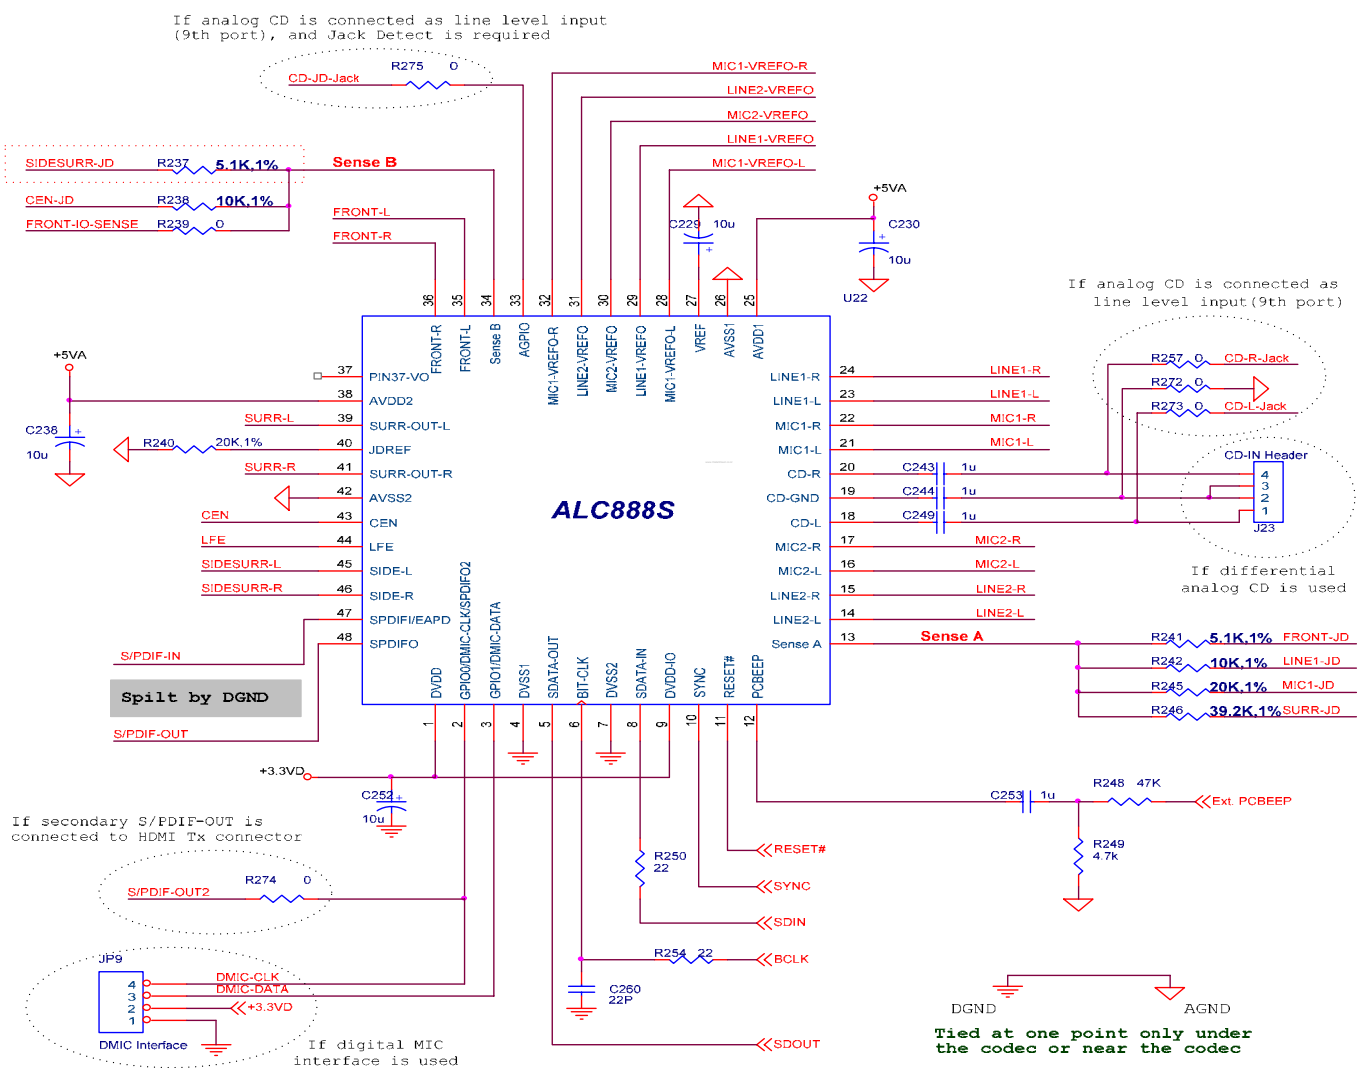 If analog CD is connected as line level input
(9th port), and Jack Detect is required
R275 0
CD-JD-Jack
MIC1-VREFO-R
LINE2-VREFO
MIC2-VREFO
LINE1-VREFO
MIC1-VREFO-L
SIDESURR-JD R237 5.1K,1% Sense B
CEN-JD R238 10K,1%
FRONT-IO-SENSE R239 0
FRONT-L
FRONT-R
+5VA
C229 10u
C230
10u
U22
36 35 34 33 32 31 30 29 28 27 26 25
FRONT-R
FRONT-L
Sense B
AGPIO
MIC1-VREFO-R
LINE2-VREFO
MIC2-VREFO
LINE1-VREFO
MIC1-VREFO-L
VREF
AVSS1
AVDD1
If analog CD is connected as
line level input(9th port)
R257 0 CD-R-Jack
R272 0
R273 0 CD-L-Jack
+5VA
C238
10u
37 PIN37-VO
38 AVDD2
SURR-L 39 SURR-OUT-L
R240 20K,1% 40 JDREF
SURR-R 41 SURR-OUT-R
42 AVSS2
CEN 43 CEN
LFE 44 LFE
SIDESURR-L 45 SIDE-L
SIDESURR-R 46 SIDE-R
47 SPDIFI/EAPD
48 SPDIFO
S/PDIF-IN
Spilt by DGND
S/PDIF-OUT
ALC888S
LINE1-R 24 LINE1-R
LINE1-L 23 LINE1-L
MIC1-R 22 MIC1-R
MIC1-L 21 MIC1-L
CD-R 20 C243 1u
CD-GND 19 C244 1u
CD-L 18 C249 1u
MIC2-R 17 MIC2-R
MIC2-L 16 MIC2-L
LINE2-R 15 LINE2-R
LINE2-L 14 LINE2-L
Sense A 13 Sense A
CD-IN Header
4
3
2
1
J23
If differential
analog CD is used
R241 5.1K,1% FRONT-JD
R242 10K,1% LINE1-JD
R245 20K,1% MIC1-JD
R246 39.2K,1% SURR-JD
DVDD
GPIO0/DMIC-CLK/SPDIFO2
GPIO1/DMIC-DATA
DVSS1
SDATA-OUT
BIT-CLK
DVSS2
SDATA-IN
DVDD-IO
SYNC
RESET#
PCBEEP
1 2 3 4 5 6 7 8 9 10 11 12
+3.3VD
C252
10u
C253 1u
R248 47K
Ext. PCBEEP
R249
4.7k
If secondary S/PDIF-OUT is
connected to HDMI Tx connector
R274 0
S/PDIF-OUT2
R250
22
RESET#
SYNC
SDIN
R254 22 BCLK
C260
22P
SDOUT
JP9
4 DMIC-CLK
3 DMIC-DATA
2 +3.3VD
1
DMIC Interface
If digital MIC
interface is used
DGND AGND
Tied at one point only under
the codec or near the codec